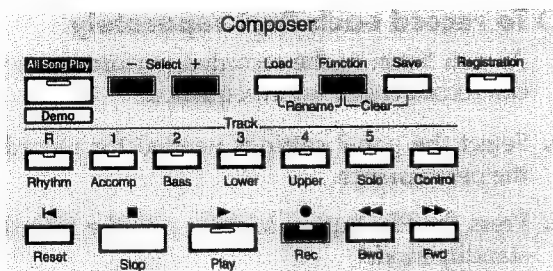 Composer
All Song Play − Select + Load Function Save Registration
Rename Clear
Demo
Track
R 1 2 3 4 5
Rhythm Accomp Bass Lower Upper Solo Control
Reset Stop Play Rec Bwd Fwd